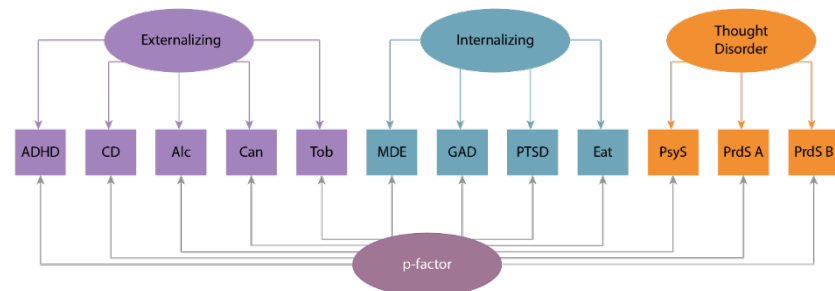 Externalizing
Internalizing
Thought
Disorder
ADHD
CD
Alc
Can
Tob
MDE
GAD
PTSD
Eat
PsyS
PrdS A
PrdS B
p-factor